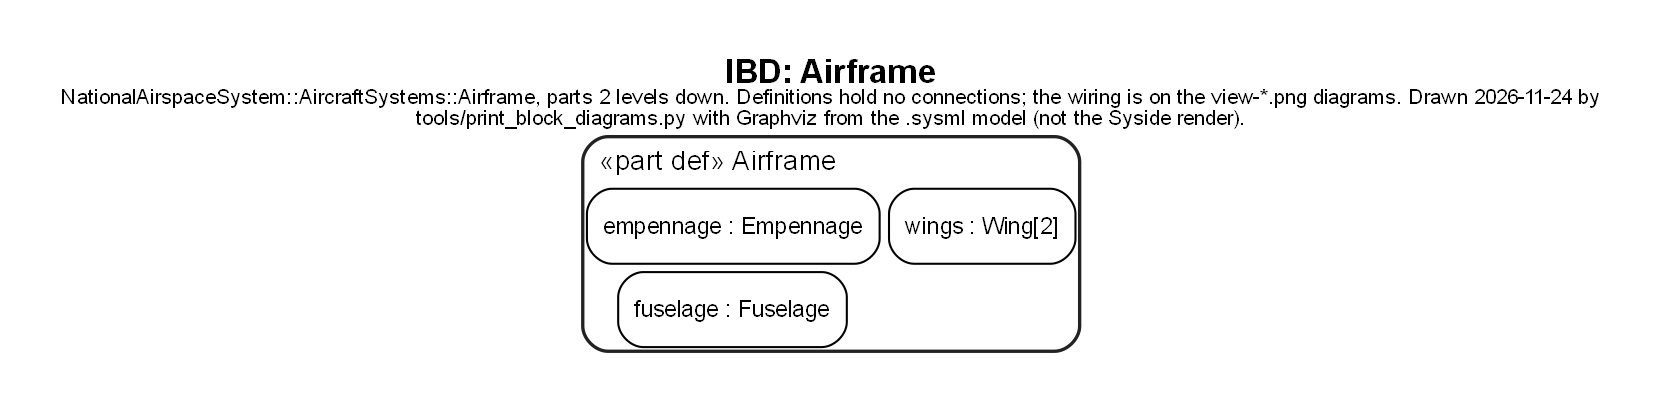 IBD: Airframe
NationalAirspaceSystem::AircraftSystems::Airframe, parts 2 levels down. Definitions hold no connections; the wiring is on the view-*.png diagrams. Drawn 2026-11-24 by
tools/print_block_diagrams.py with Graphviz from the .sysml model (not the Syside render).
«part def» Airframe
empennage : Empennage
wings : Wing[2]
fuselage : Fuselage